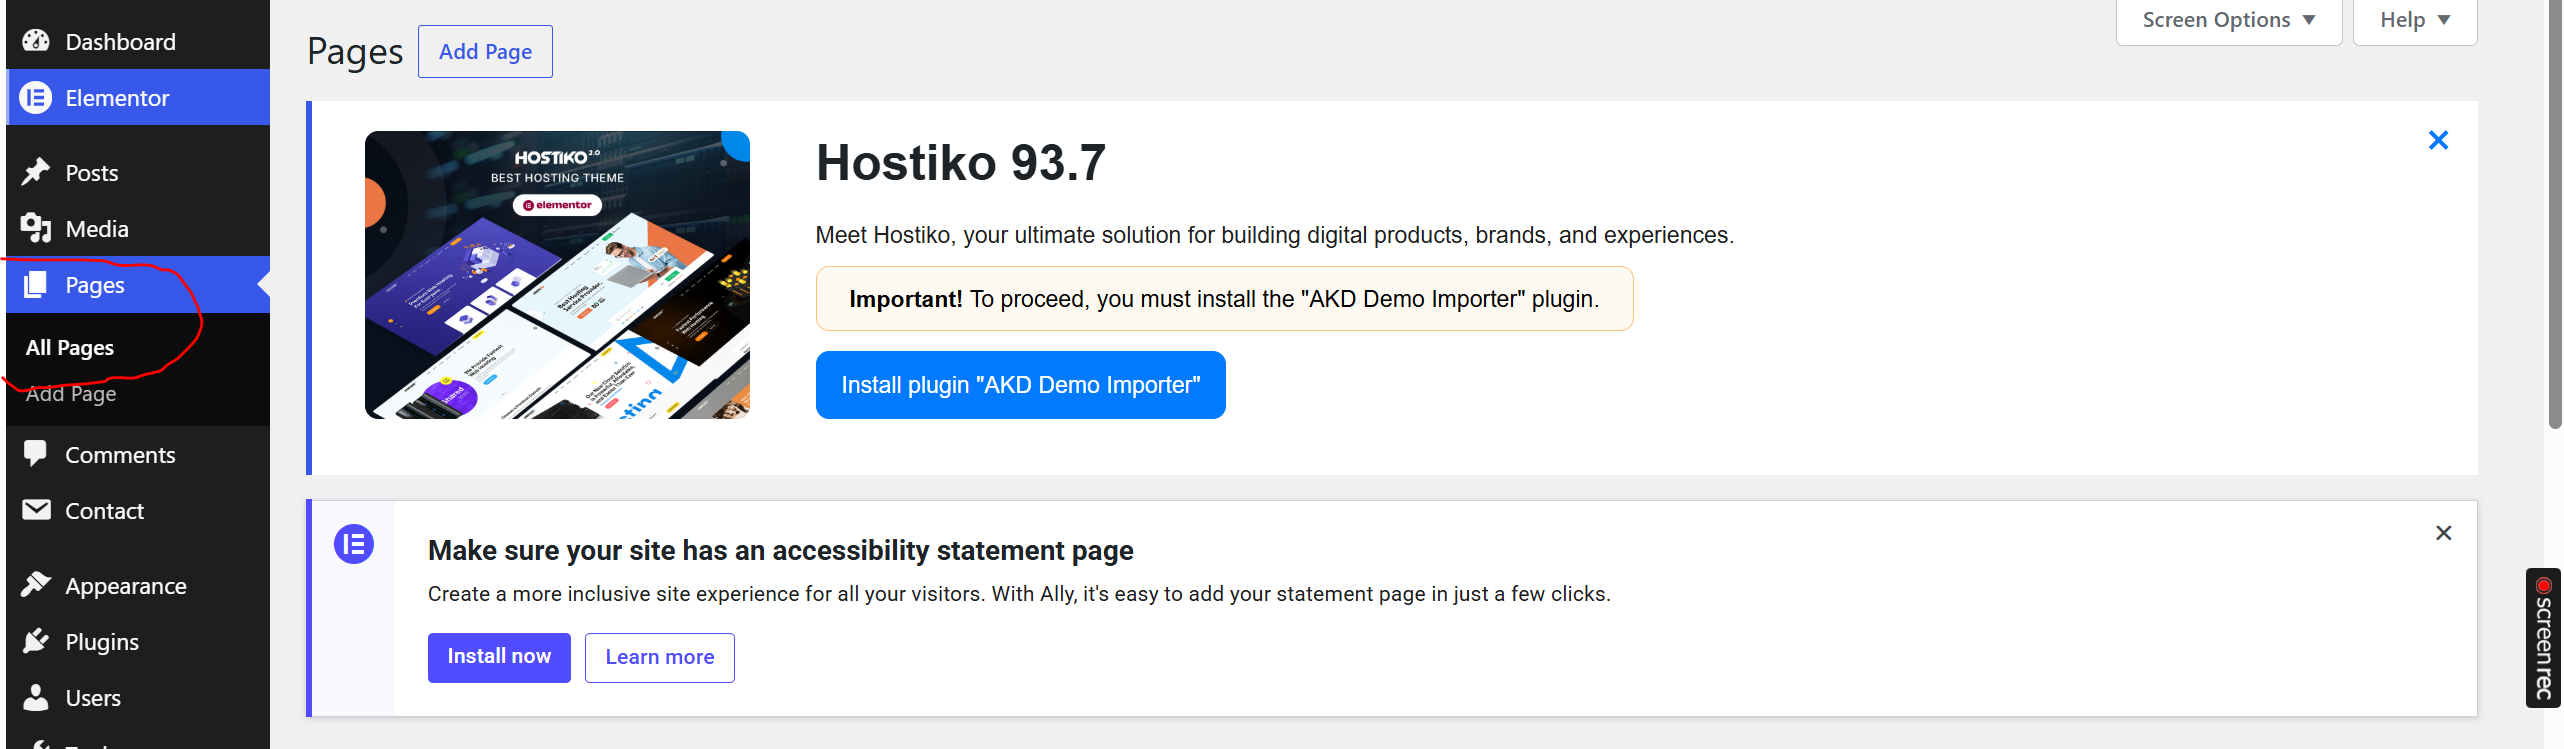 Dashboard
Elementor
Posts
Media
Pages
All Pages
Add Page
Comments
Contact
Appearance
Plugins
Users
Pages
Add Page
Screen Options
Help
HOSTIKO 2.0
BEST HOSTING THEME
elementor
Hostiko 93.7
Meet Hostiko, your ultimate solution for building digital products, brands, and experiences.
Important! To proceed, you must install the "AKD Demo Importer" plugin.
Install plugin "AKD Demo Importer"
Make sure your site has an accessibility statement page
Create a more inclusive site experience for all your visitors. With Ally, it's easy to add your statement page in just a few clicks.
Install now
Learn more
screenrec